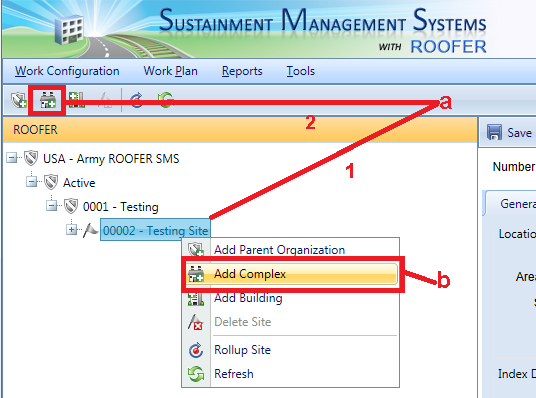 SUSTAINMENT MANAGEMENT SYSTEMS
WITH ROOFER
Work Configuration Work Plan Reports Tools
a
2
ROOFER
Save
USA - Army ROOFER SMS
Number
1
Active
0001 - Testing
Genera
00002 - Testing Site
Locatio
Add Parent Organization
Add Complex
Area
b
Add Building
Delete Site
Rollup Site
Refresh
Index D